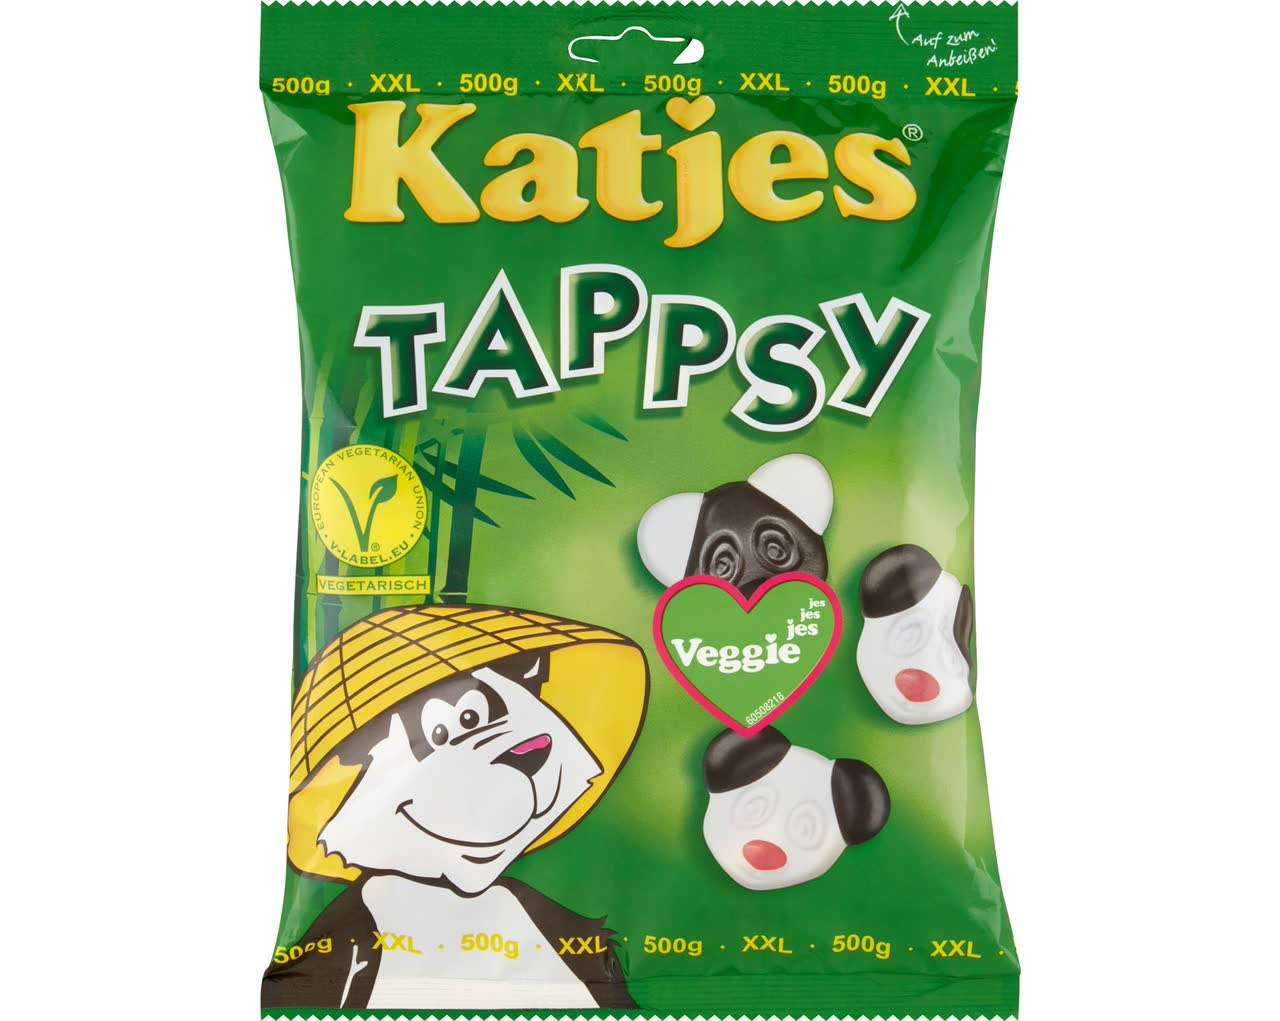 Auf zum
Anbeißen!
500g · XXL · 500g · XXL · 500g · XXL · 500g · XXL ·
Katjes®
TAPPSY
EUROPEAN VEGETARIAN UNION
V-LABEL.EU
®
VEGETARISCH
jes
jes
jes
Veggie
60508218
500g · XXL · 500g · XXL · 500g · XXL · 500g · XXL ·